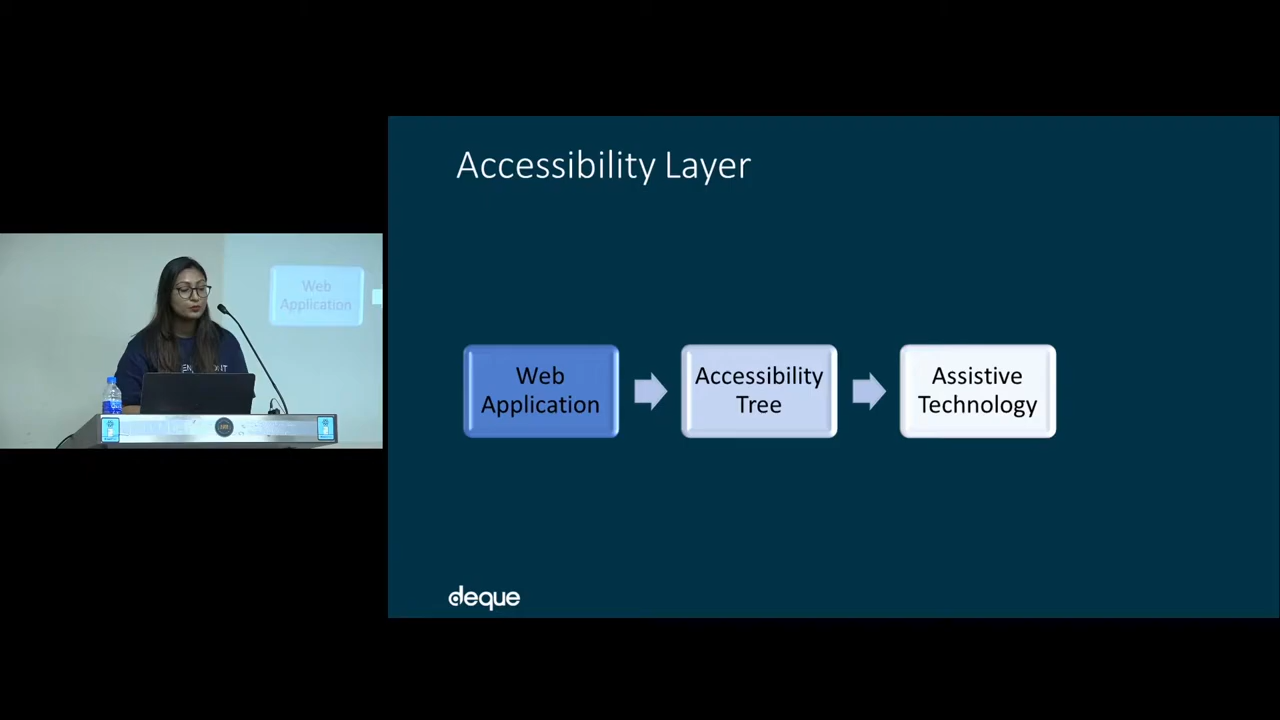 Accessibility Layer
Web
Application
Accessibility
Tree
Assistive
Technology
deque
Web
Application